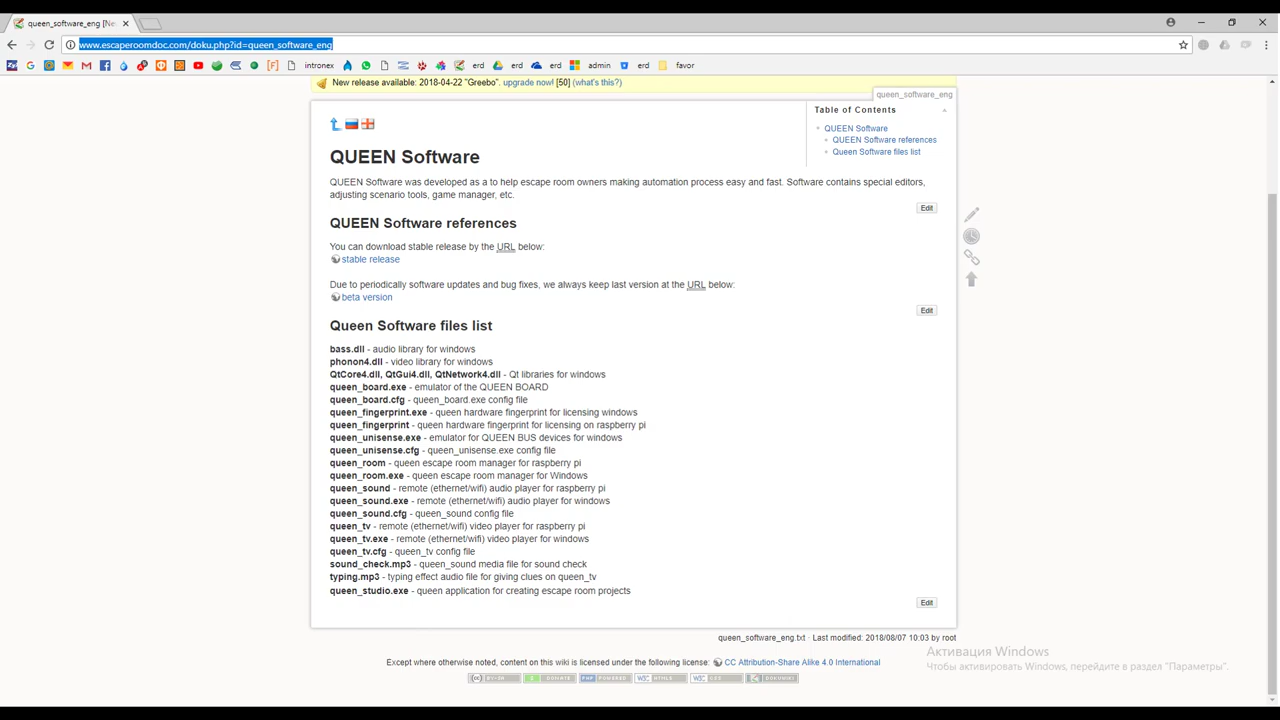 queen_software_eng [Ne
www.escaperoomdoc.com/doku.php?id=queen_software_eng
intronex
erd
erd
erd
admin
erd
favor
New release available: 2018-04-22 "Greebo". upgrade now! [50] (what's this?)
queen_software_eng
Table of Contents
QUEEN Software
QUEEN Software references
Queen Software files list
QUEEN Software
QUEEN Software was developed as a to help escape room owners making automation process easy and fast. Software contains special editors,
adjusting scenario tools, game manager, etc.
Edit
QUEEN Software references
You can download stable release by the URL below:
stable release
Due to periodically software updates and bug fixes, we always keep last version at the URL below:
beta version
Edit
Queen Software files list
bass.dll - audio library for windows
phonon4.dll - video library for windows
QtCore4.dll, QtGui4.dll, QtNetwork4.dll - Qt libraries for windows
queen_board.exe - emulator of the QUEEN BOARD
queen_board.cfg - queen_board.exe config file
queen_fingerprint.exe - queen hardware fingerprint for licensing windows
queen_fingerprint - queen hardware fingerprint for licensing on raspberry pi
queen_unisense.exe - emulator for QUEEN BUS devices for windows
queen_unisense.cfg - queen_unisense.exe config file
queen_room - queen escape room manager for raspberry pi
queen_room.exe - queen escape room manager for Windows
queen_sound - remote (ethernet/wifi) audio player for raspberry pi
queen_sound.exe - remote (ethernet/wifi) audio player for windows
queen_sound.cfg - queen_sound config file
queen_tv - remote (ethernet/wifi) video player for raspberry pi
queen_tv.exe - remote (ethernet/wifi) video player for windows
queen_tv.cfg - queen_tv config file
sound_check.mp3 - queen_sound media file for sound check
typing.mp3 - typing effect audio file for giving clues on queen_tv
queen_studio.exe - queen application for creating escape room projects
Edit
queen_software_eng.txt · Last modified: 2018/08/07 10:03 by root
Активация Windows
Чтобы активировать Windows, перейдите в раздел "Параметры".
Except where otherwise noted, content on this wiki is licensed under the following license: CC Attribution-Share Alike 4.0 International
DONATE
PHP POWERED
W3C HTML5
W3C CSS
DOKUWIKI